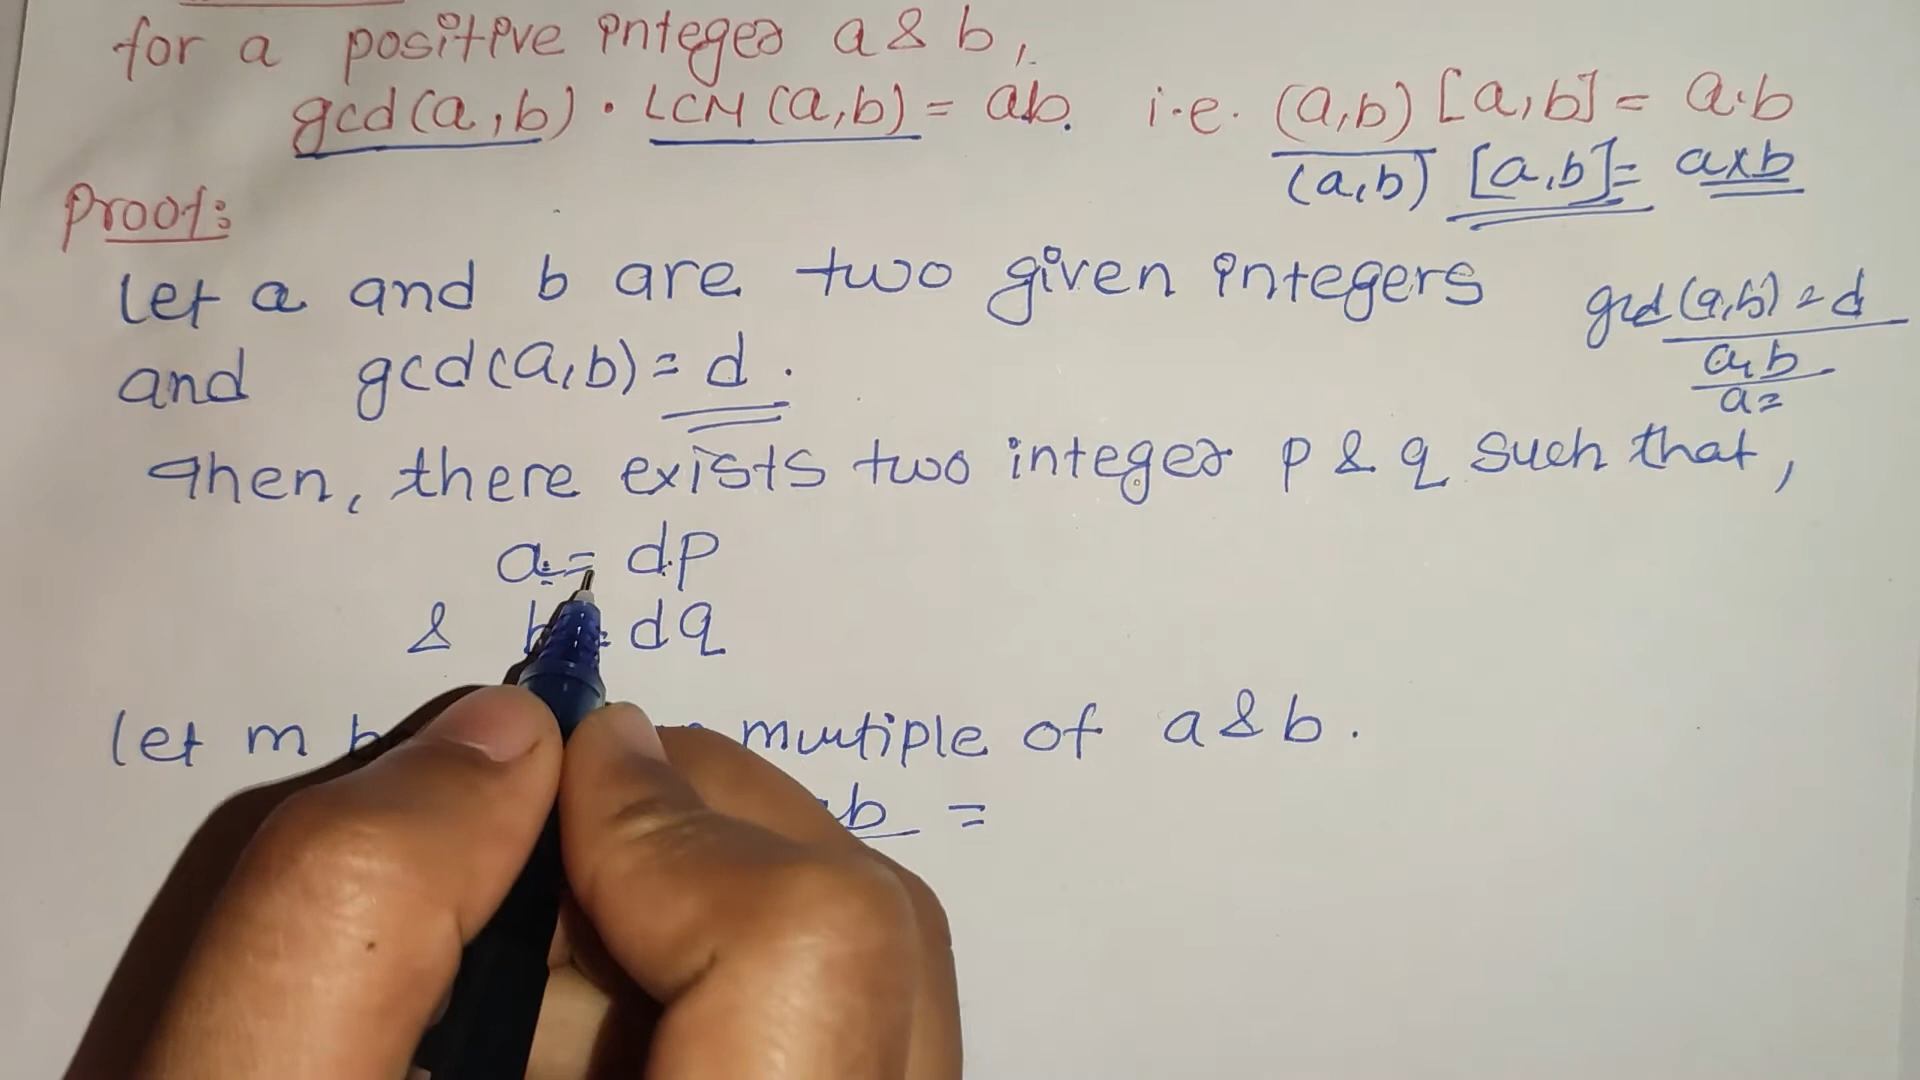 for a positive integer a & b,
gcd(a,b) · LCM (a,b) = ab. i.e. (a,b) [a,b] = a·b
(a,b) [a,b] = a×b
Proof:
let a and b are two given integers
gcd(a,b) = d
and gcd(a,b) = d.
a, b
a =
Then, there exists two integer p & q such that,
a = dp
& b = dq
let m multiple of a & b.
b =